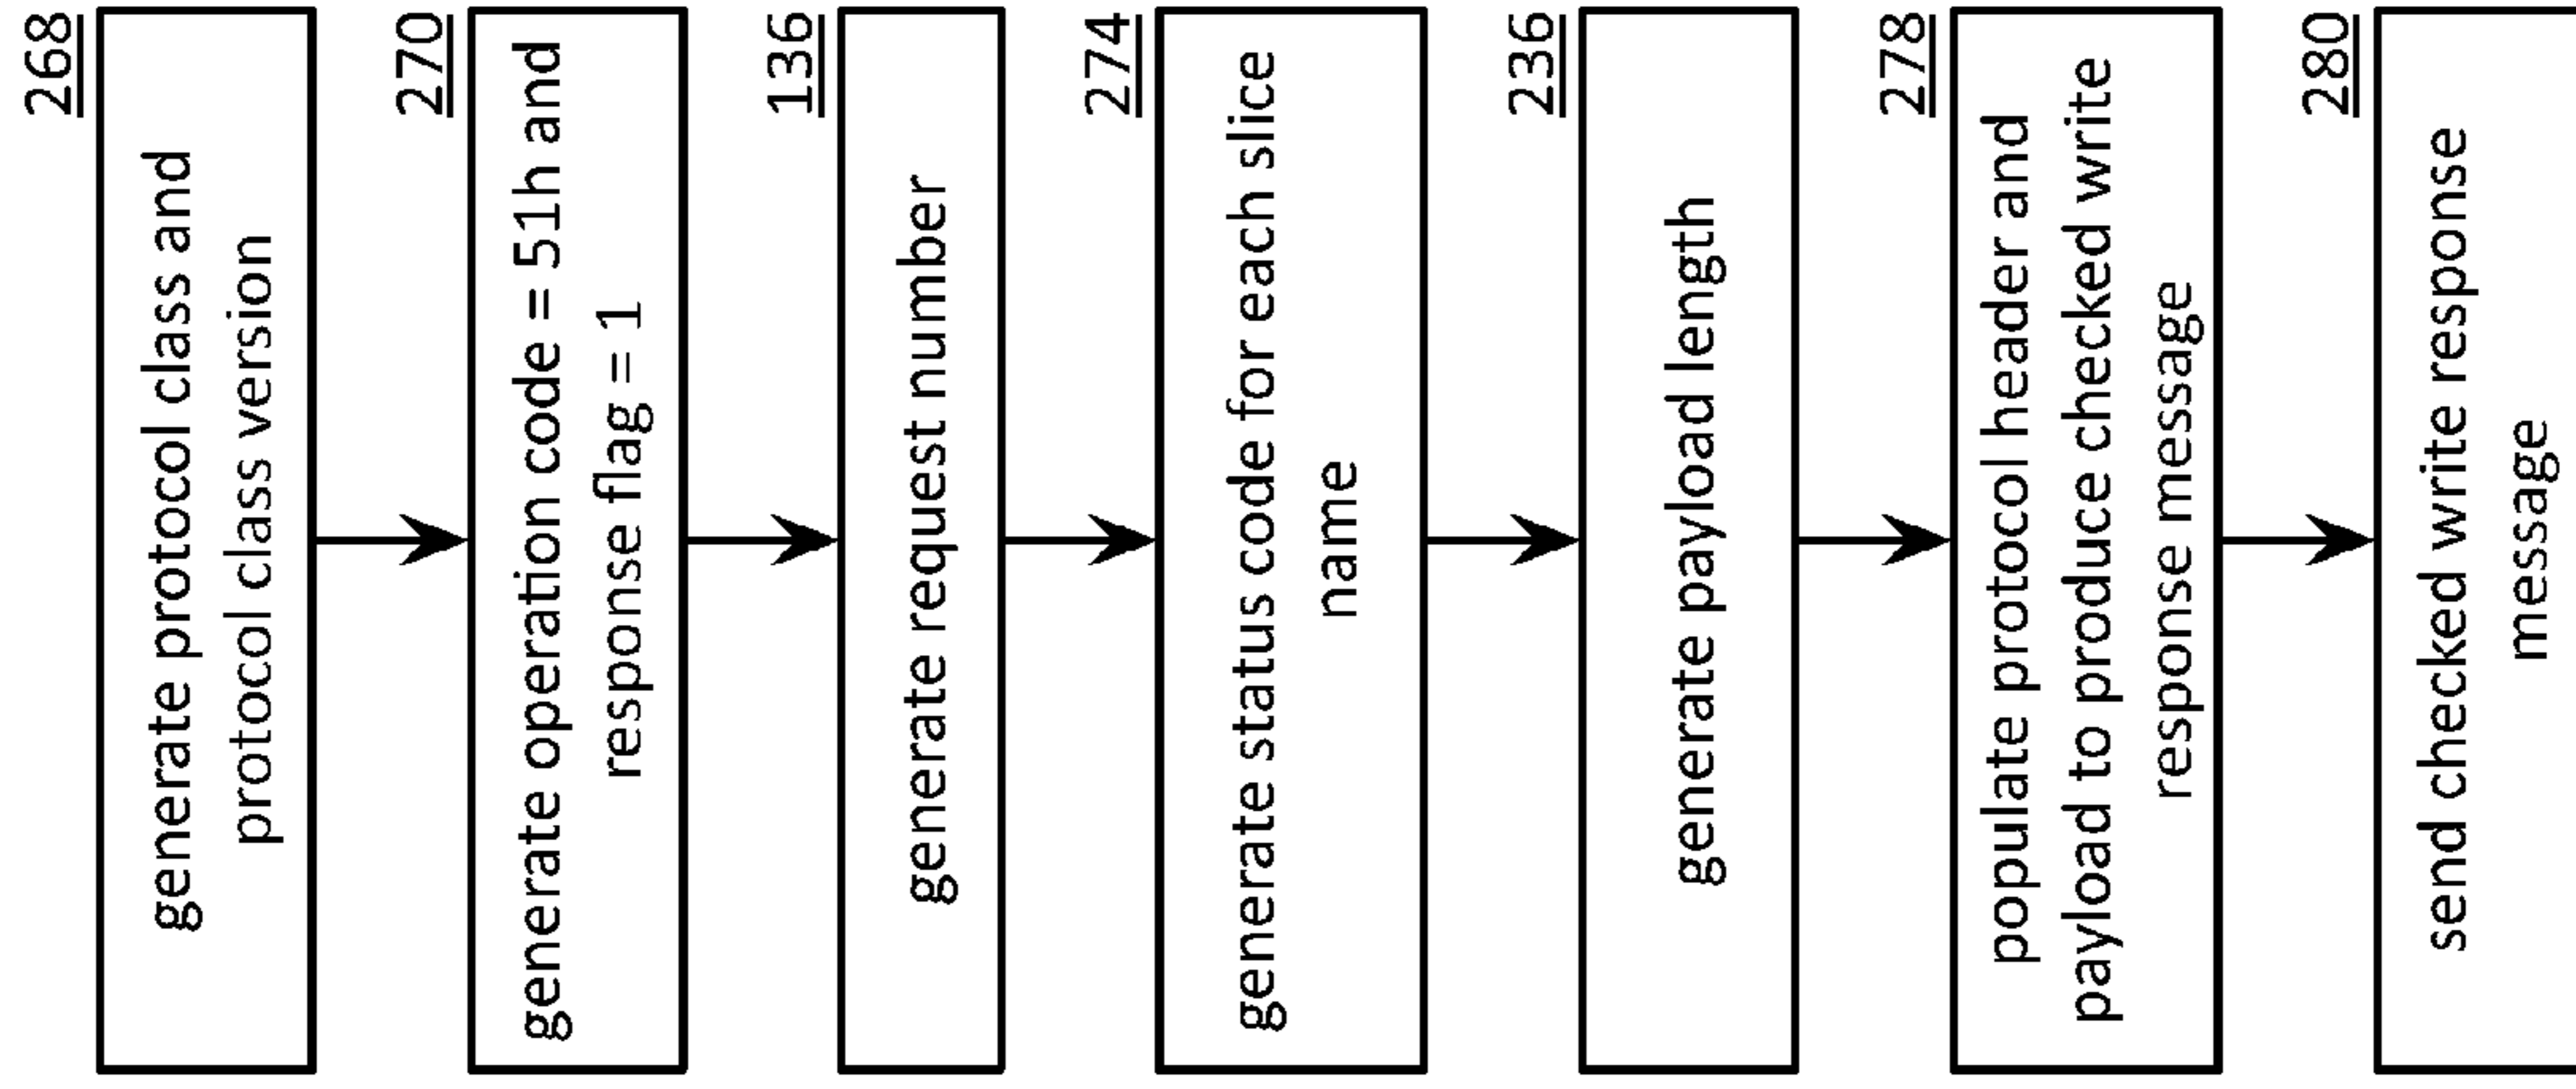 268
generate protocol class and
protocol class version
270
generate operation code = 51h and
response flag = 1
136
generate request number
274
generate status code for each slice
name
236
generate payload length
278
populate protocol header and
payload to produce checked write
response message
280
send checked write response
message